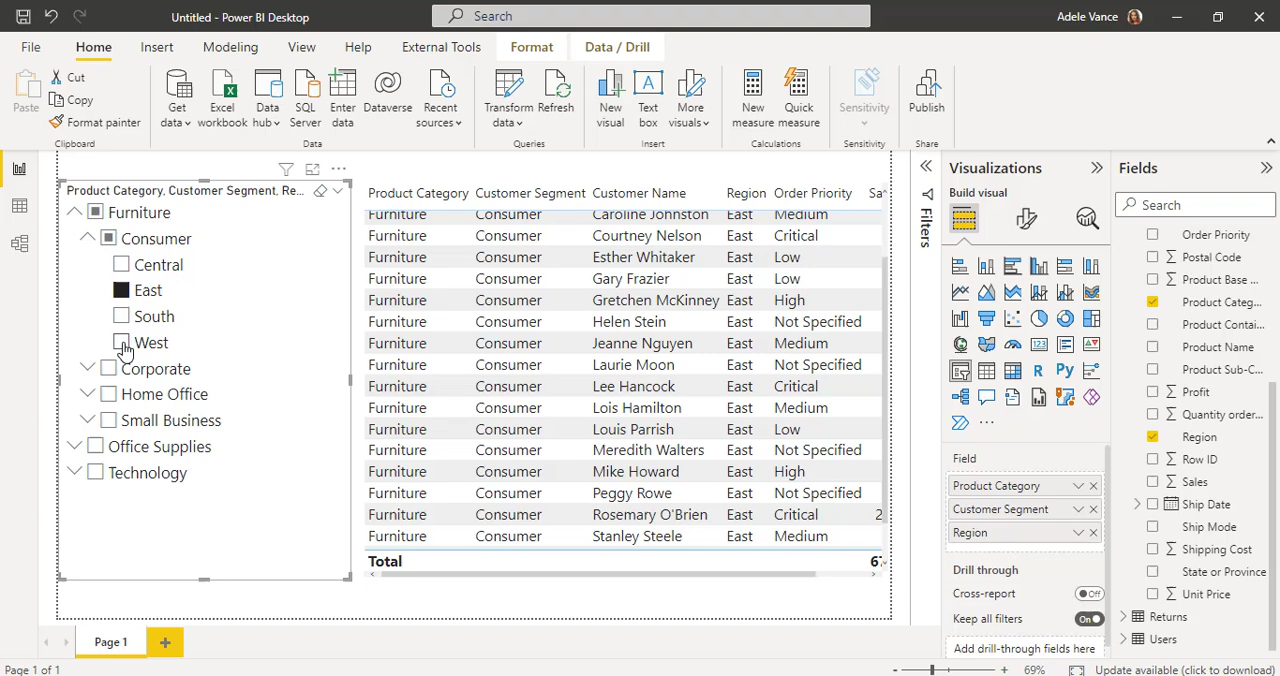 Untitled - Power BI Desktop
Search
Adele Vance
File Home Insert Modeling View Help External Tools Format Data / Drill
Paste
Cut
Copy
Format painter
Clipboard
Get data
Excel workbook
Data hub
SQL Server
Enter data
Dataverse
Recent sources
Data
Transform data
Refresh
Queries
New visual
Text box
More visuals
Insert
New measure
Quick measure
Calculations
Sensitivity
Sensitivity
Publish
Share
Product Category, Customer Segment, Re...
Furniture
Consumer
Central
East
South
West
Corporate
Home Office
Small Business
Office Supplies
Technology
Product Category Customer Segment Customer Name Region Order Priority Sa
Furniture Consumer Caroline Johnston East Medium
Furniture Consumer Courtney Nelson East Critical
Furniture Consumer Esther Whitaker East Low
Furniture Consumer Gary Frazier East Low
Furniture Consumer Gretchen McKinney East High
Furniture Consumer Helen Stein East Not Specified
Furniture Consumer Jeanne Nguyen East Medium
Furniture Consumer Laurie Moon East Not Specified
Furniture Consumer Lee Hancock East Critical
Furniture Consumer Lois Hamilton East Medium
Furniture Consumer Louis Parrish East Low
Furniture Consumer Meredith Walters East Not Specified
Furniture Consumer Mike Howard East High
Furniture Consumer Peggy Rowe East Not Specified
Furniture Consumer Rosemary O'Brien East Critical 2
Furniture Consumer Stanley Steele East Medium
Total 67
Filters
Visualizations
Build visual
123
R
Py
...
Field
Product Category
Customer Segment
Region
Drill through
Cross-report Off
Keep all filters On
Add drill-through fields here
Fields
Search
Order Priority
Postal Code
Product Base ...
Product Categ...
Product Contai...
Product Name
Product Sub-C...
Profit
Quantity order...
Region
Row ID
Sales
Ship Date
Ship Mode
Shipping Cost
State or Province
Unit Price
Returns
Users
Page 1
Page 1 of 1
- + 69%
Update available (click to download)